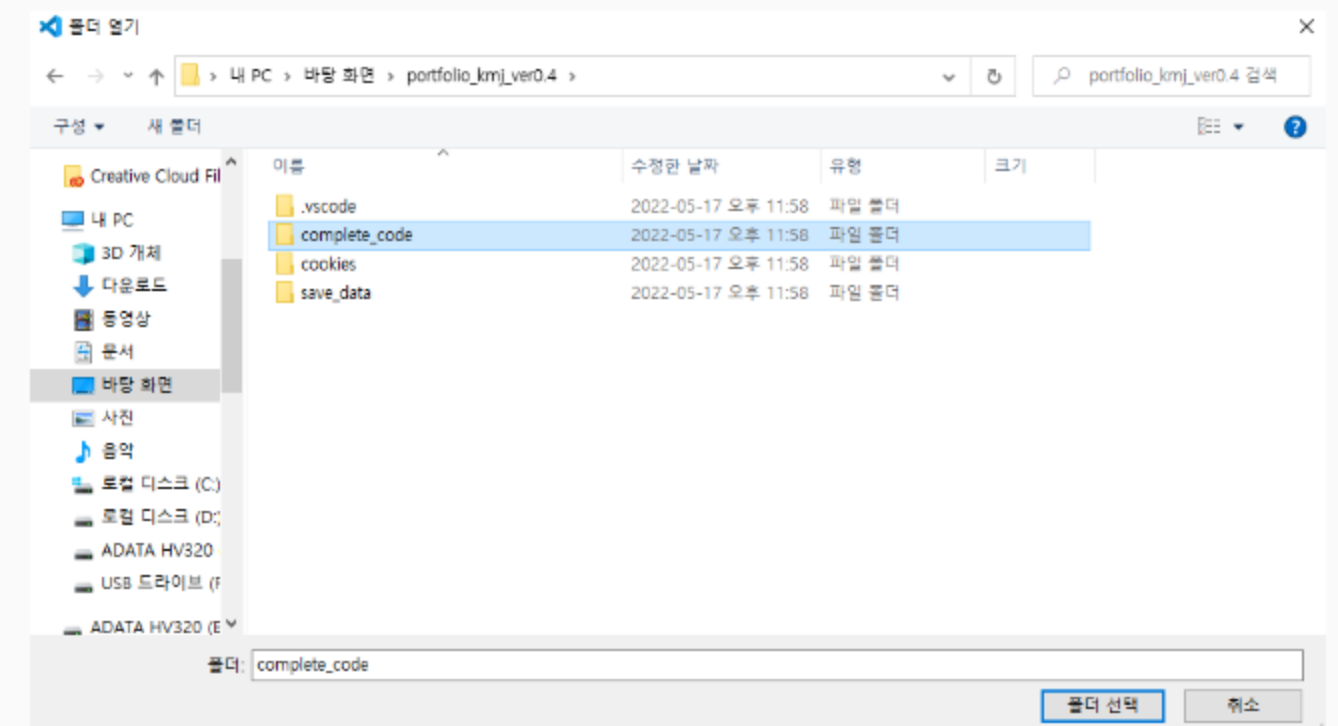 폴더 열기
내 PC > 바탕 화면 > portfolio_kmj_ver0.4 >
portfolio_kmj_ver0.4 검색
구성
새 폴더
이름 수정한 날짜 유형 크기
.vscode 2022-05-17 오후 11:58 파일 폴더
complete_code 2022-05-17 오후 11:58 파일 폴더
cookies 2022-05-17 오후 11:58 파일 폴더
save_data 2022-05-17 오후 11:58 파일 폴더
Creative Cloud Fil
내 PC
3D 개체
다운로드
동영상
문서
바탕 화면
사진
음악
로컬 디스크 (C:)
로컬 디스크 (D:)
ADATA HV320
USB 드라이브 (F
ADATA HV320 (E
폴더: complete_code
폴더 선택
취소